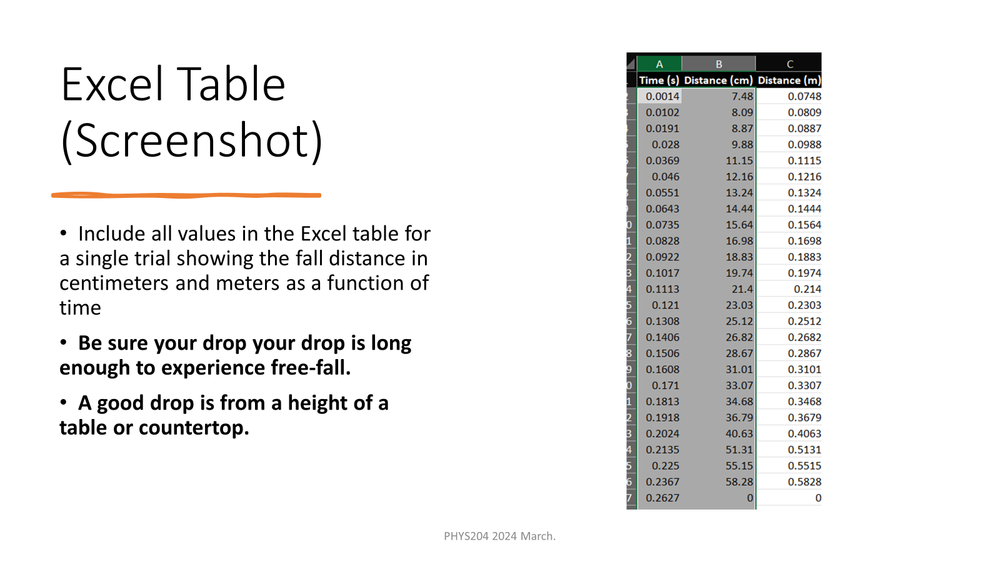 Excel Table
(Screenshot)
• Include all values in the Excel table for
a single trial showing the fall distance in
centimeters and meters as a function of
time
• Be sure your drop your drop is long
enough to experience free-fall.
• A good drop is from a height of a
table or countertop.
A B C
Time (s) Distance (cm) Distance (m)
0.0014 7.48 0.0748
0.0102 8.09 0.0809
0.0191 8.87 0.0887
0.028 9.88 0.0988
0.0369 11.15 0.1115
0.046 12.16 0.1216
0.0551 13.24 0.1324
0.0643 14.44 0.1444
0.0735 15.64 0.1564
0.0828 16.98 0.1698
0.0922 18.83 0.1883
0.1017 19.74 0.1974
0.1113 21.4 0.214
0.121 23.03 0.2303
0.1308 25.12 0.2512
0.1406 26.82 0.2682
0.1506 28.67 0.2867
0.1608 31.01 0.3101
0.171 33.07 0.3307
0.1813 34.68 0.3468
0.1918 36.79 0.3679
0.2024 40.63 0.4063
0.2135 51.31 0.5131
0.225 55.15 0.5515
0.2367 58.28 0.5828
0.2627 0 0
PHYS204 2024 March.